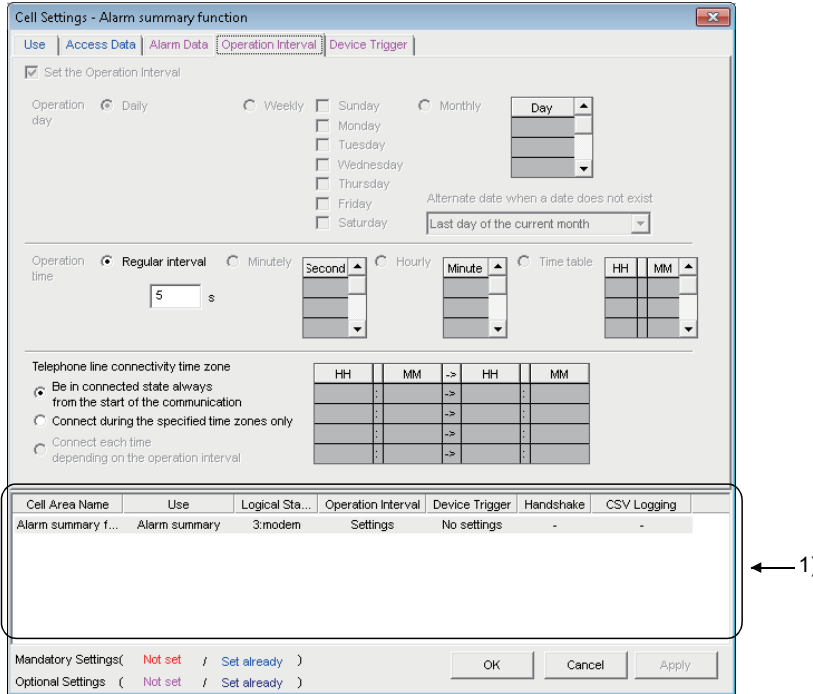 Cell Settings - Alarm summary function
Use Access Data Alarm Data Operation Interval Device Trigger
Set the Operation Interval
Operation day Daily Weekly Sunday Monthly Day
Monday
Tuesday
Wednesday
Thursday
Friday Alternate date when a date does not exist
Saturday Last day of the current month
Operation time Regular interval Minutely Second Hourly Minute Time table HH MM
5 s
Telephone line connectivity time zone HH MM -> HH MM
Be in connected state always : -> :
from the start of the communication
Connect during the specified time zones only : -> :
Connect each time : -> :
depending on the operation interval : -> :
Cell Area Name Use Logical Sta... Operation Interval Device Trigger Handshake CSV Logging
Alarm summary f... Alarm summary 3:modem Settings No settings - -
1)
Mandatory Settings( Not set / Set already ) OK Cancel Apply
Optional Settings ( Not set / Set already )